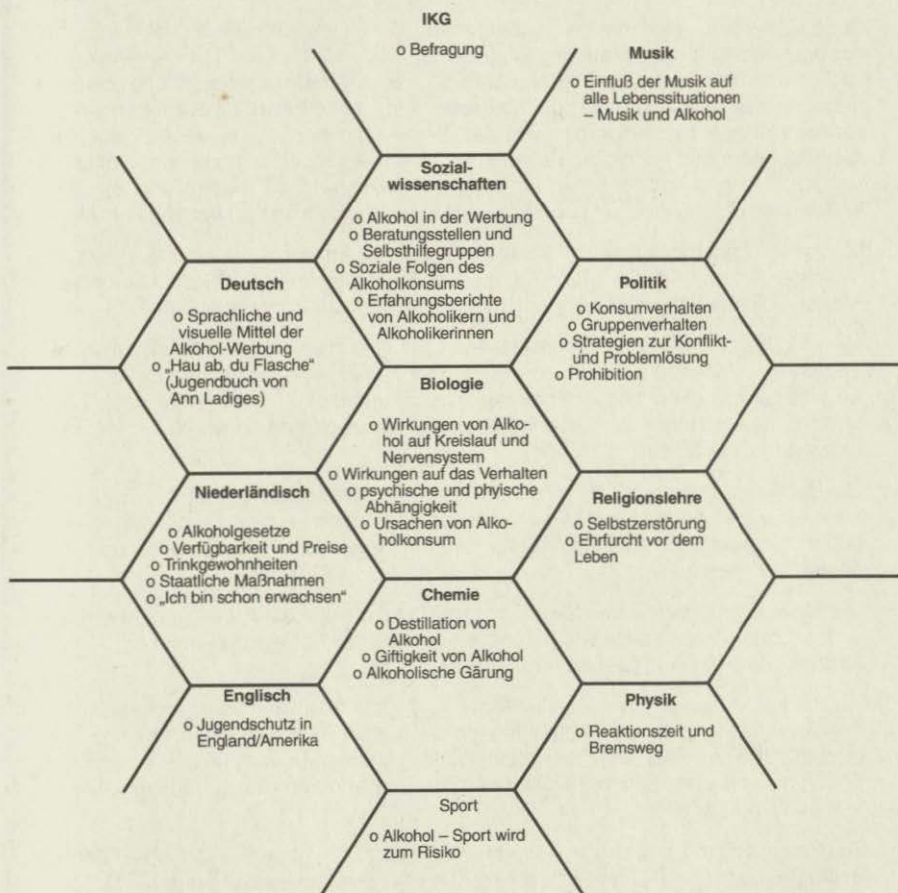 IKG
o Befragung
Musik
o Einfluß der Musik auf
alle Lebenssituationen
– Musik und Alkohol
Sozial-
wissenschaften
o Alkohol in der Werbung
o Beratungsstellen und
Selbsthilfegruppen
o Soziale Folgen des
Alkoholkonsums
o Erfahrungsberichte
von Alkoholikern und
Alkoholikerinnen
Deutsch
o Sprachliche und
visuelle Mittel der
Alkohol-Werbung
o „Hau ab, du Flasche“
(Jugendbuch von
Ann Ladiges)
Politik
o Konsumverhalten
o Gruppenverhalten
o Strategien zur Konflikt-
und Problemlösung
o Prohibition
Biologie
o Wirkungen von Alko-
hol auf Kreislauf und
Nervensystem
o Wirkungen auf das Verhalten
o psychische und phyische
Abhängigkeit
o Ursachen von Alko-
holkonsum
Niederländisch
o Alkoholgesetze
o Verfügbarkeit und Preise
o Trinkgewohnheiten
o Staatliche Maßnahmen
o „Ich bin schon erwachsen“
Religionslehre
o Selbstzerstörung
o Ehrfurcht vor dem
Leben
Chemie
o Destillation von
Alkohol
o Giftigkeit von Alkohol
o Alkoholische Gärung
Englisch
o Jugendschutz in
England/Amerika
Physik
o Reaktionszeit und
Bremsweg
Sport
o Alkohol – Sport wird
zum Risiko